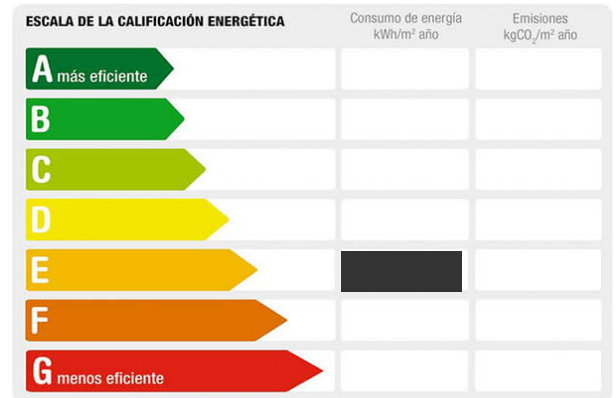 ESCALA DE LA CALIFICACIÓN ENERGÉTICA
Consumo de energía
kWh/m² año
Emisiones
kgCO₂/m² año
A más eficiente
B
C
D
E
F
G menos eficiente